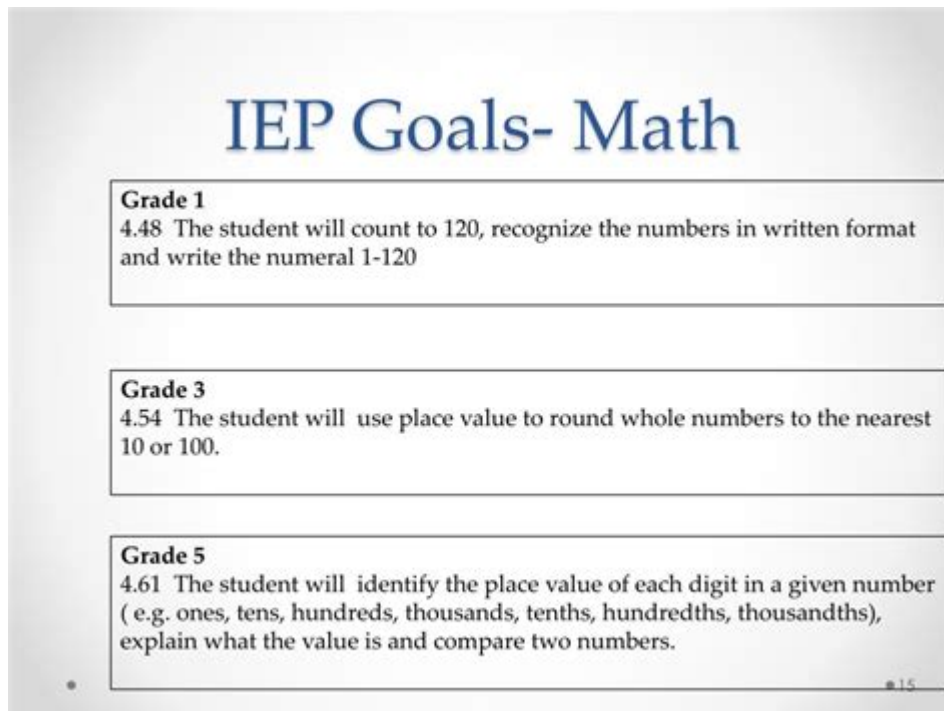 IEP Goals- Math
Grade 1
4.48 The student will count to 120, recognize the numbers in written format
and write the numeral 1-120
Grade 3
4.54 The student will use place value to round whole numbers to the nearest
10 or 100.
Grade 5
4.61 The student will identify the place value of each digit in a given number
( e.g. ones, tens, hundreds, thousands, tenths, hundredths, thousandths),
explain what the value is and compare two numbers.
15